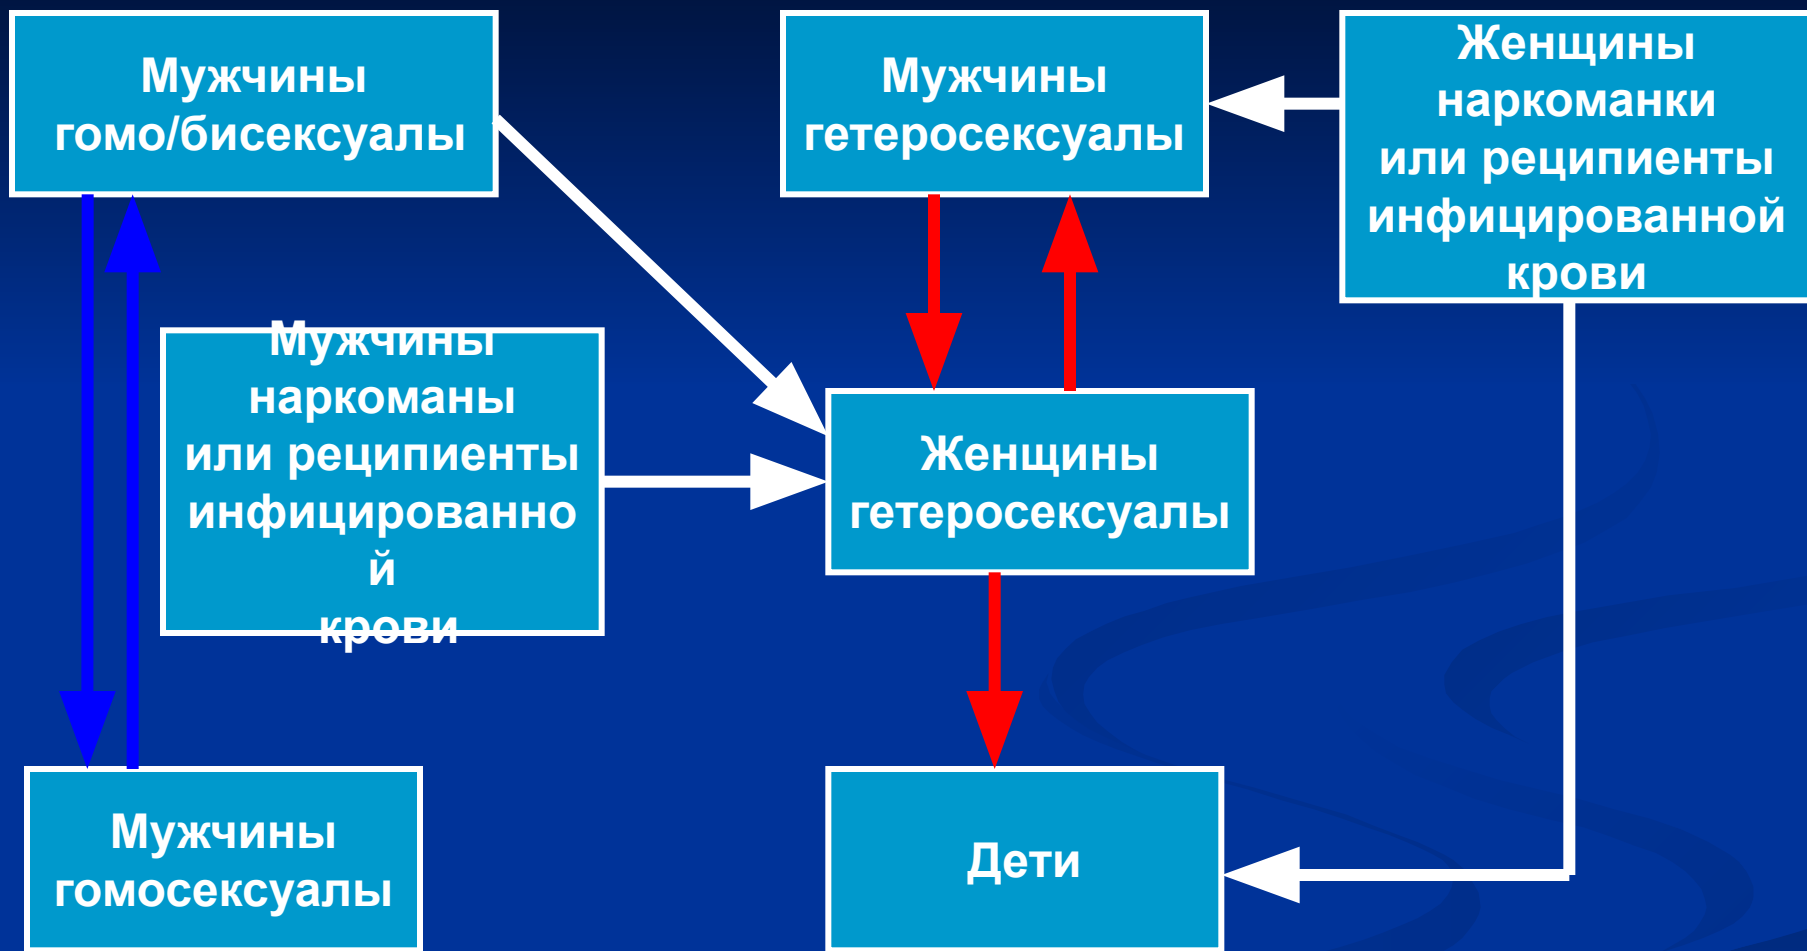 Мужчины
гомо/бисексуалы
Мужчины
гетеросексуалы
Женщины
наркоманки
или реципиенты
инфицированной
крови
Мужчины
наркоманы
или реципиенты
инфицированно
й
крови
Женщины
гетеросексуалы
Мужчины
гомосексуалы
Дети